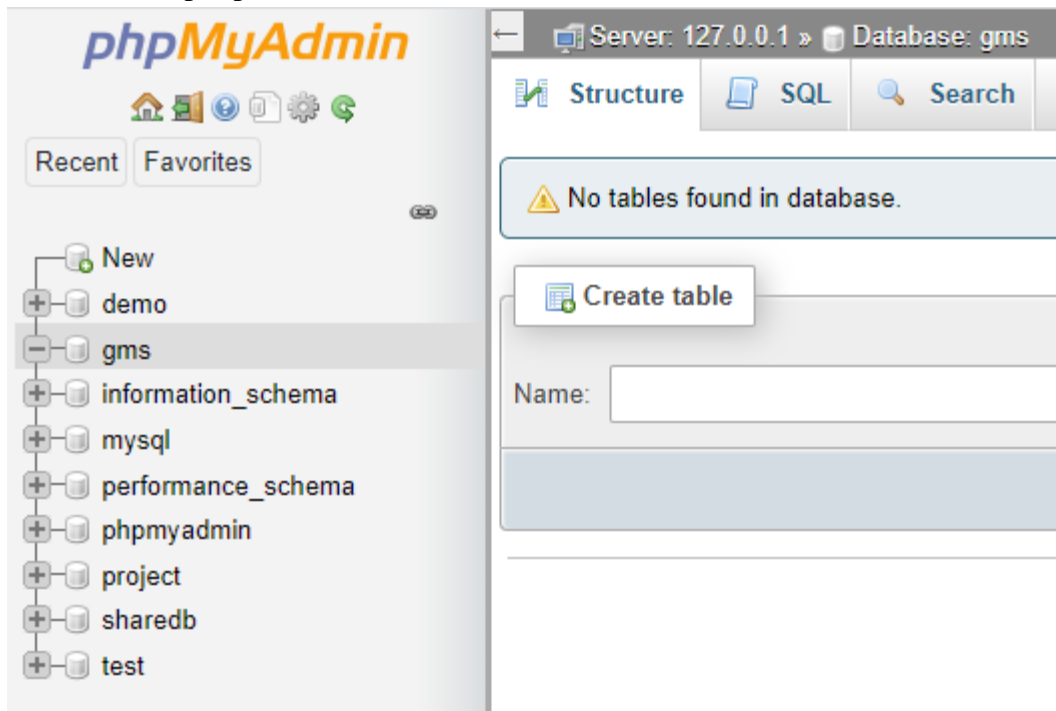 phpMyAdmin
Recent Favorites
New
demo
gms
information_schema
mysql
performance_schema
phpmyadmin
project
sharedb
test
← Server: 127.0.0.1 » Database: gms
Structure SQL Search
No tables found in database.
Create table
Name: